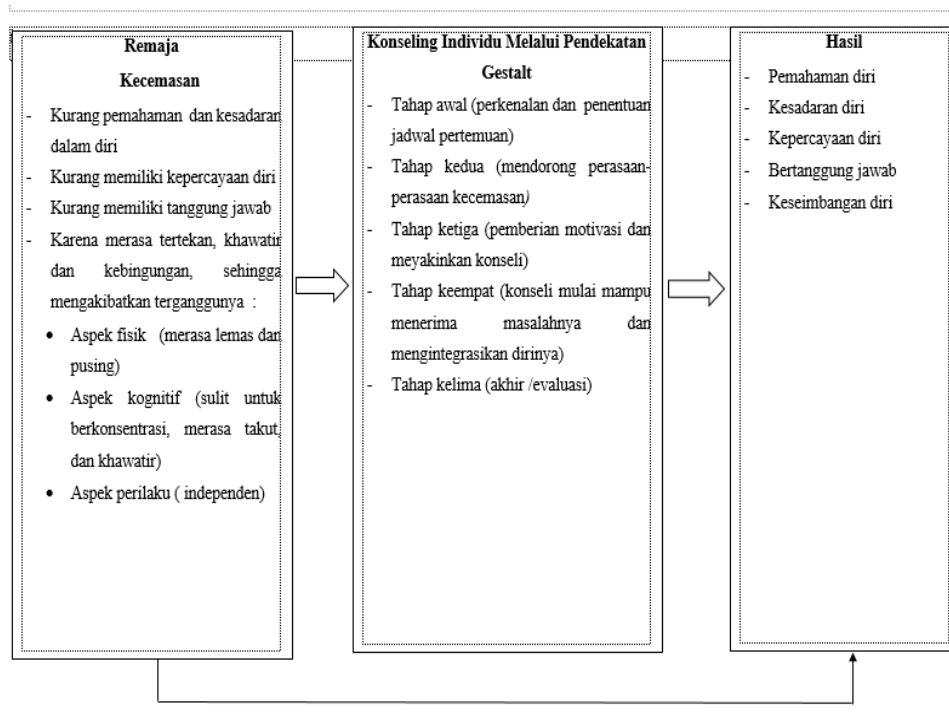 Remaja
Kecemasan
- Kurang pemahaman dan kesadaran
dalam diri
- Kurang memiliki kepercayaan diri
- Kurang memiliki tanggung jawab
- Karena merasa tertekan, khawatir
dan kebingungan, sehingga
mengakibatkan terganggunya :
• Aspek fisik (merasa lemas dan
pusing)
• Aspek kognitif (sulit untuk
berkonsentrasi, merasa takut,
dan khawatir)
• Aspek perilaku ( independen)
Konseling Individu Melalui Pendekatan
Gestalt
- Tahap awal (perkenalan dan penentuan
jadwal pertemuan)
- Tahap kedua (mendorong perasaan-
perasaan kecemasan)
- Tahap ketiga (pemberian motivasi dan
meyakinkan konseli)
- Tahap keempat (konseli mulai mampu
menerima masalahnya dan
mengintegrasikan dirinya)
- Tahap kelima (akhir /evaluasi)
Hasil
- Pemahaman diri
- Kesadaran diri
- Kepercayaan diri
- Bertanggung jawab
- Keseimbangan diri